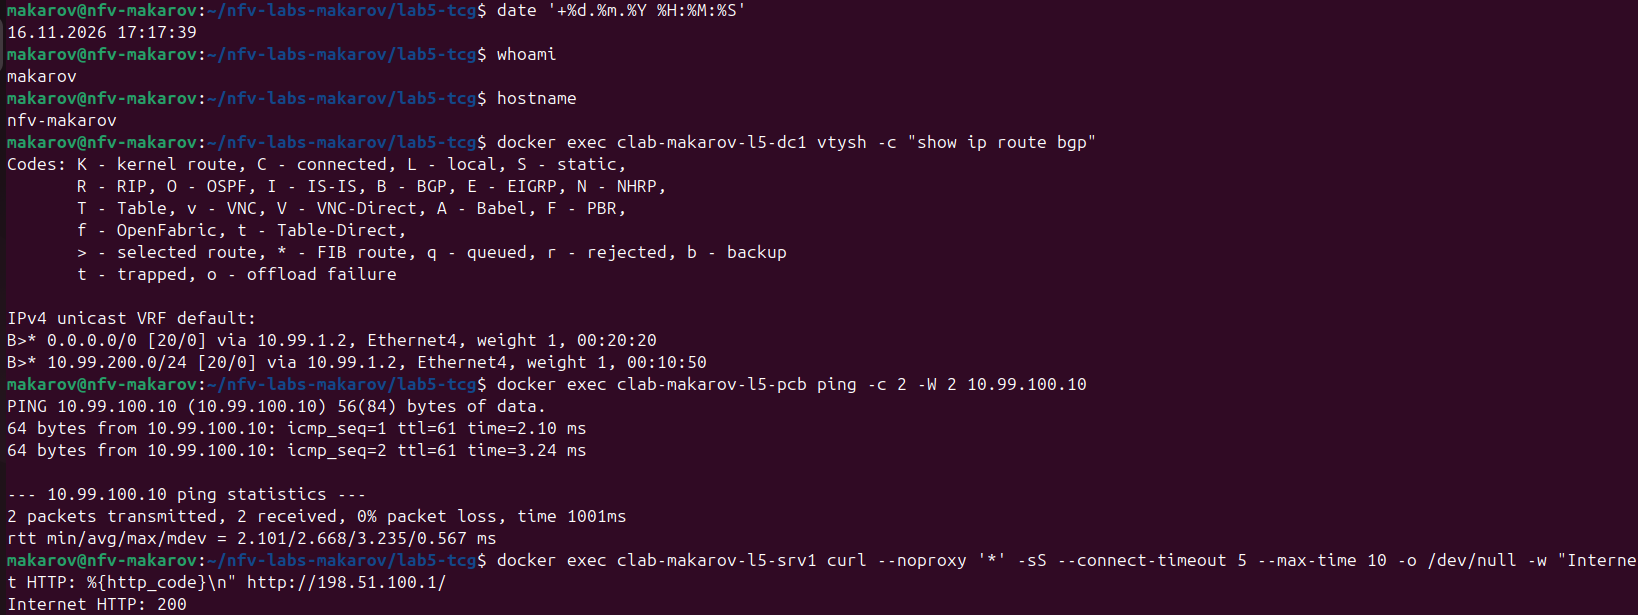 makarov@nfv-makarov:~/nfv-labs-makarov/lab5-tcg$ date '+%d.%m.%Y %H:%M:%S'
16.11.2026 17:17:39
makarov@nfv-makarov:~/nfv-labs-makarov/lab5-tcg$ whoami
makarov
makarov@nfv-makarov:~/nfv-labs-makarov/lab5-tcg$ hostname
nfv-makarov
makarov@nfv-makarov:~/nfv-labs-makarov/lab5-tcg$ docker exec clab-makarov-l5-dc1 vtysh -c "show ip route bgp"
Codes: K - kernel route, C - connected, L - local, S - static,
       R - RIP, O - OSPF, I - IS-IS, B - BGP, E - EIGRP, N - NHRP,
       T - Table, v - VNC, V - VNC-Direct, A - Babel, F - PBR,
       f - OpenFabric, t - Table-Direct,
       > - selected route, * - FIB route, q - queued, r - rejected, b - backup
       t - trapped, o - offload failure

IPv4 unicast VRF default:
B>* 0.0.0.0/0 [20/0] via 10.99.1.2, Ethernet4, weight 1, 00:20:20
B>* 10.99.200.0/24 [20/0] via 10.99.1.2, Ethernet4, weight 1, 00:10:50
makarov@nfv-makarov:~/nfv-labs-makarov/lab5-tcg$ docker exec clab-makarov-l5-pcb ping -c 2 -W 2 10.99.100.10
PING 10.99.100.10 (10.99.100.10) 56(84) bytes of data.
64 bytes from 10.99.100.10: icmp_seq=1 ttl=61 time=2.10 ms
64 bytes from 10.99.100.10: icmp_seq=2 ttl=61 time=3.24 ms

--- 10.99.100.10 ping statistics ---
2 packets transmitted, 2 received, 0% packet loss, time 1001ms
rtt min/avg/max/mdev = 2.101/2.668/3.235/0.567 ms
makarov@nfv-makarov:~/nfv-labs-makarov/lab5-tcg$ docker exec clab-makarov-l5-srv1 curl --noproxy '*' -sS --connect-timeout 5 --max-time 10 -o /dev/null -w "Interne
t HTTP: %{http_code}\n" http://198.51.100.1/
Internet HTTP: 200